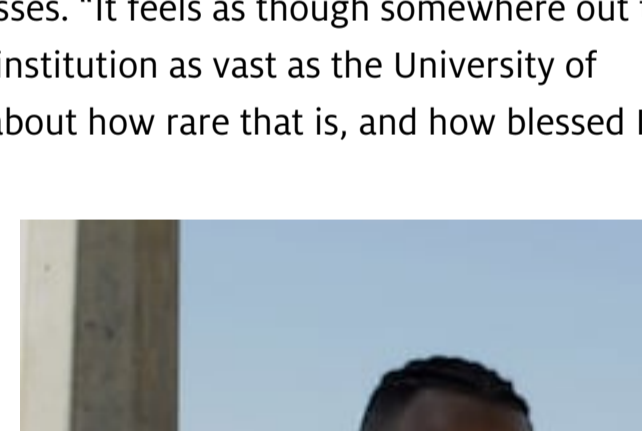 sses. "It feels as though somewhere out
institution as vast as the University of
about how rare that is, and how blessed I